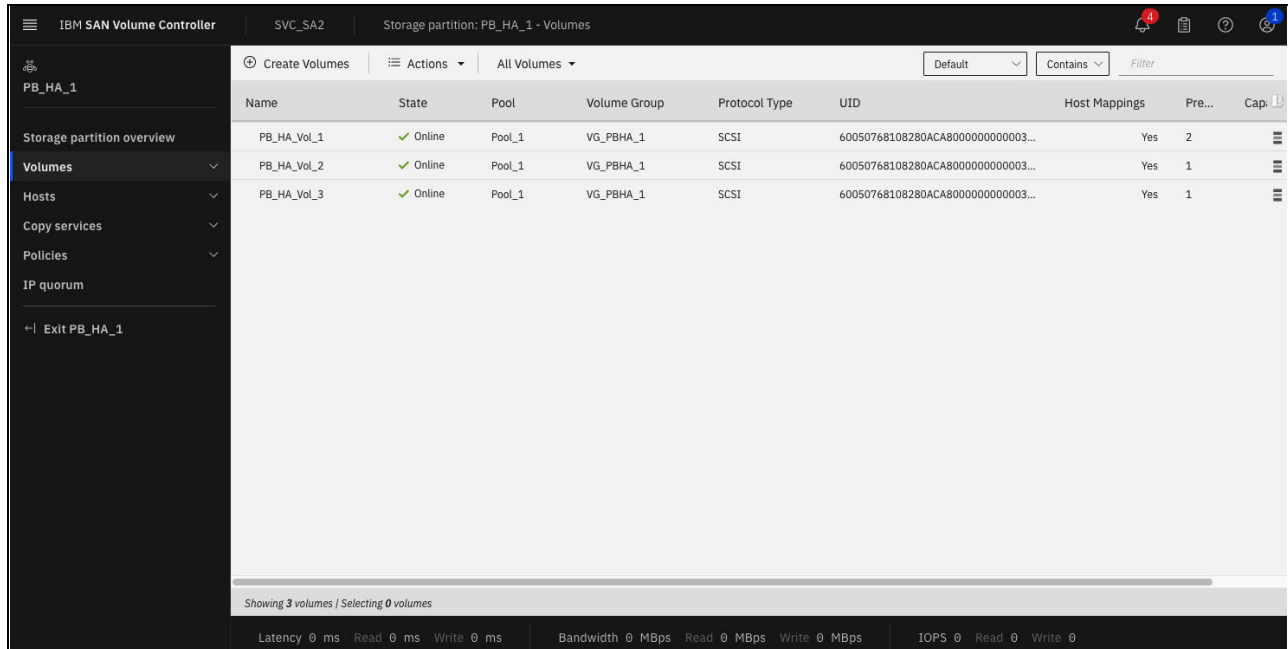 IBM SAN Volume Controller SVC_SA2 Storage partition: PB_HA_1 - Volumes 4 1
PB_HA_1
Storage partition overview
Volumes
Hosts
Copy services
Policies
IP quorum
Exit PB_HA_1
Create Volumes Actions All Volumes Default Contains Filter
Name State Pool Volume Group Protocol Type UID Host Mappings Pre... Capa
PB_HA_Vol_1 Online Pool_1 VG_PBHA_1 SCSI 60050768108280ACA8000000000003... Yes 2
PB_HA_Vol_2 Online Pool_1 VG_PBHA_1 SCSI 60050768108280ACA8000000000003... Yes 1
PB_HA_Vol_3 Online Pool_1 VG_PBHA_1 SCSI 60050768108280ACA8000000000003... Yes 1
Showing 3 volumes | Selecting 0 volumes
Latency 0 ms Read 0 ms Write 0 ms Bandwidth 0 MBps Read 0 MBps Write 0 MBps IOPS 0 Read 0 Write 0